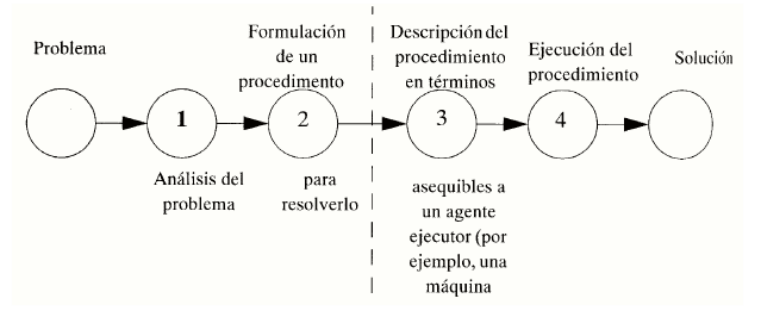 Problema
1
Análisis del
problema
Formulación
de un
procedimento
2
para
resolverlo
Descripción del
procedimiento
en términos
3
asequibles a
un agente
ejecutor (por
ejemplo, una
máquina
Ejecución del
procedimiento
4
Solución